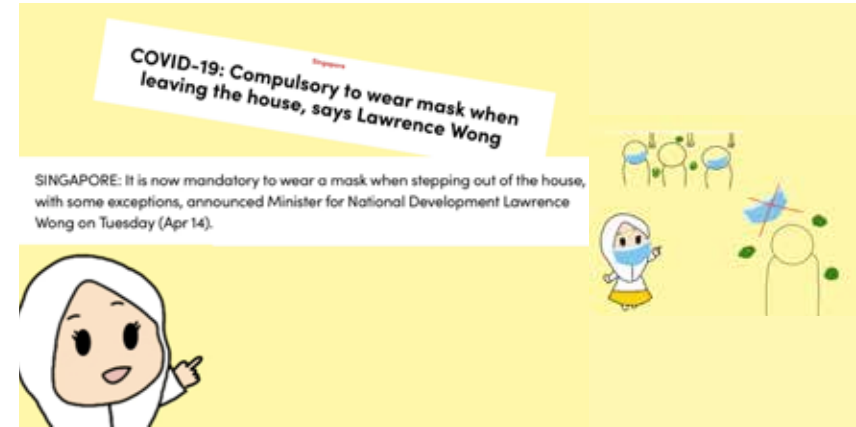 Singapore
COVID-19: Compulsory to wear mask when
leaving the house, says Lawrence Wong
SINGAPORE: It is now mandatory to wear a mask when stepping out of the house,
with some exceptions, announced Minister for National Development Lawrence
Wong on Tuesday (Apr 14).